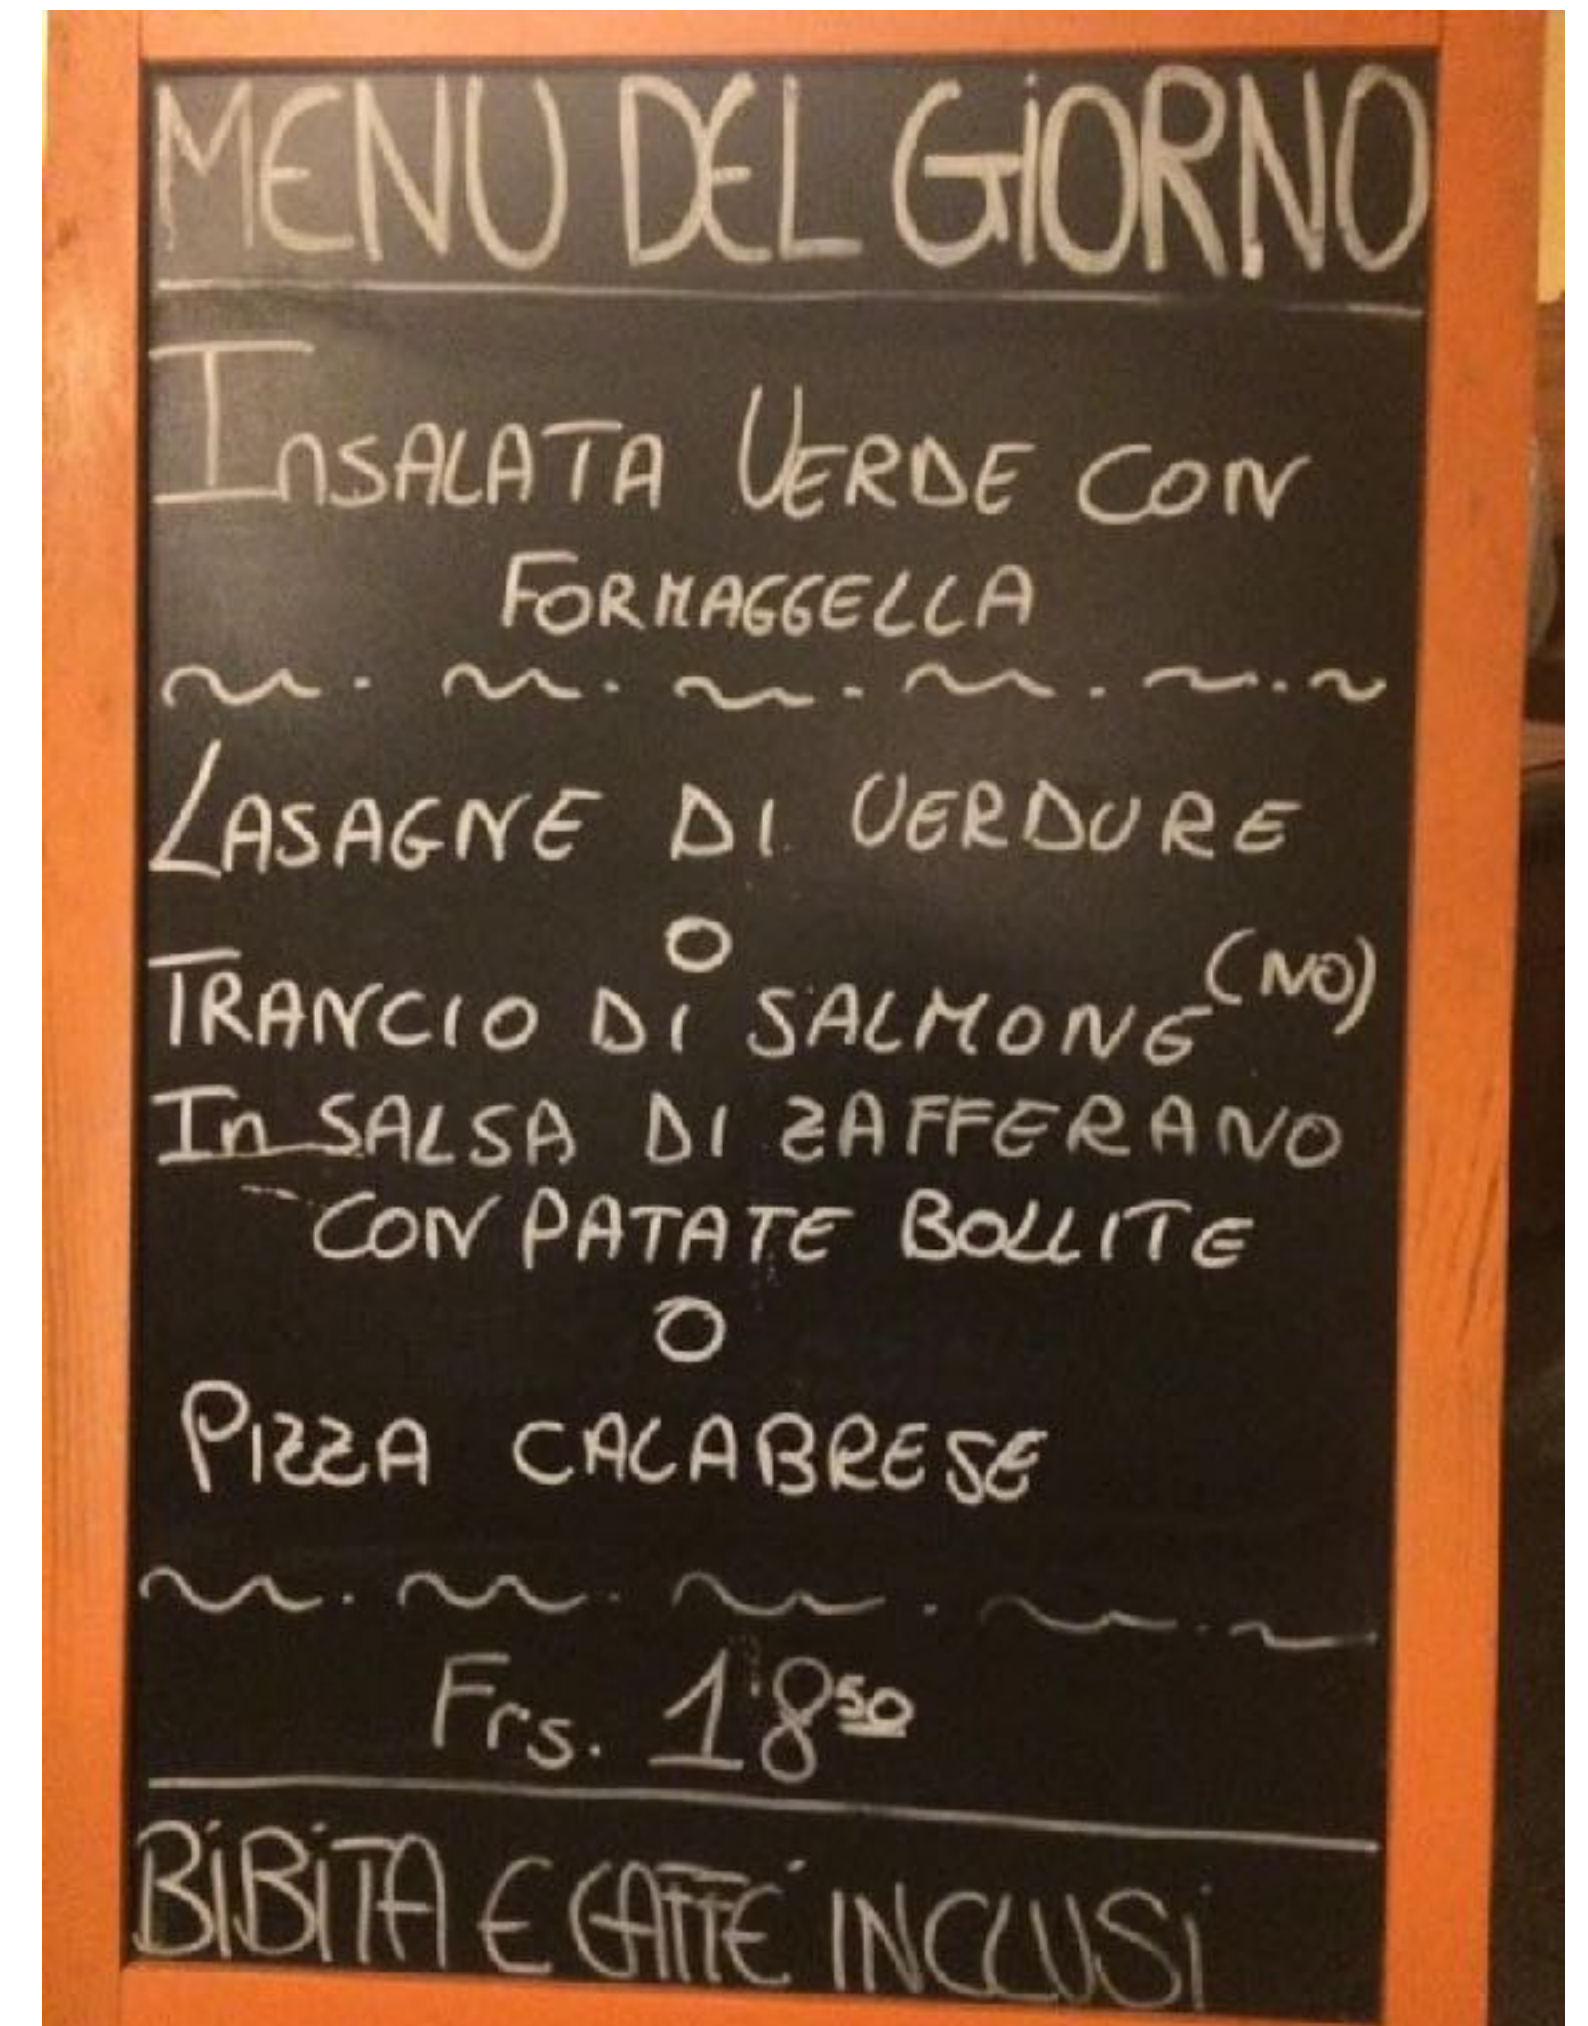 MENU DEL GIORNO
INSALATA VERDE CON
FORMAGGELLA
LASAGNE DI VERDURE
O
TRANCIO DI SALMONE (NO)
In SALSA DI ZAFFERANO
CON PATATE BOLLITE
O
PIZZA CALABRESE
Frs. 18 50
BIBITA E CAFFÉ INCLUSI